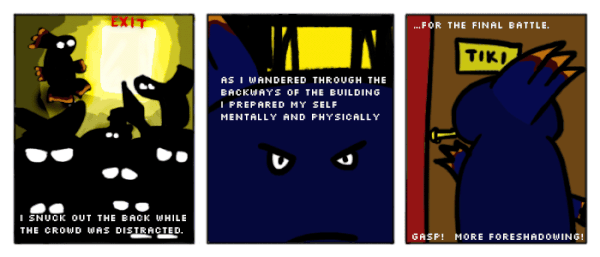 EXIT
I SNUCK OUT THE BACK WHILE
THE CROWD WAS DISTRACTED.
AS I WANDERED THROUGH THE
BACKWAYS OF THE BUILDING
I PREPARED MY SELF
MENTALLY AND PHYSICALLY
...FOR THE FINAL BATTLE.
TIKI
GASP! MORE FORESHADOWING!